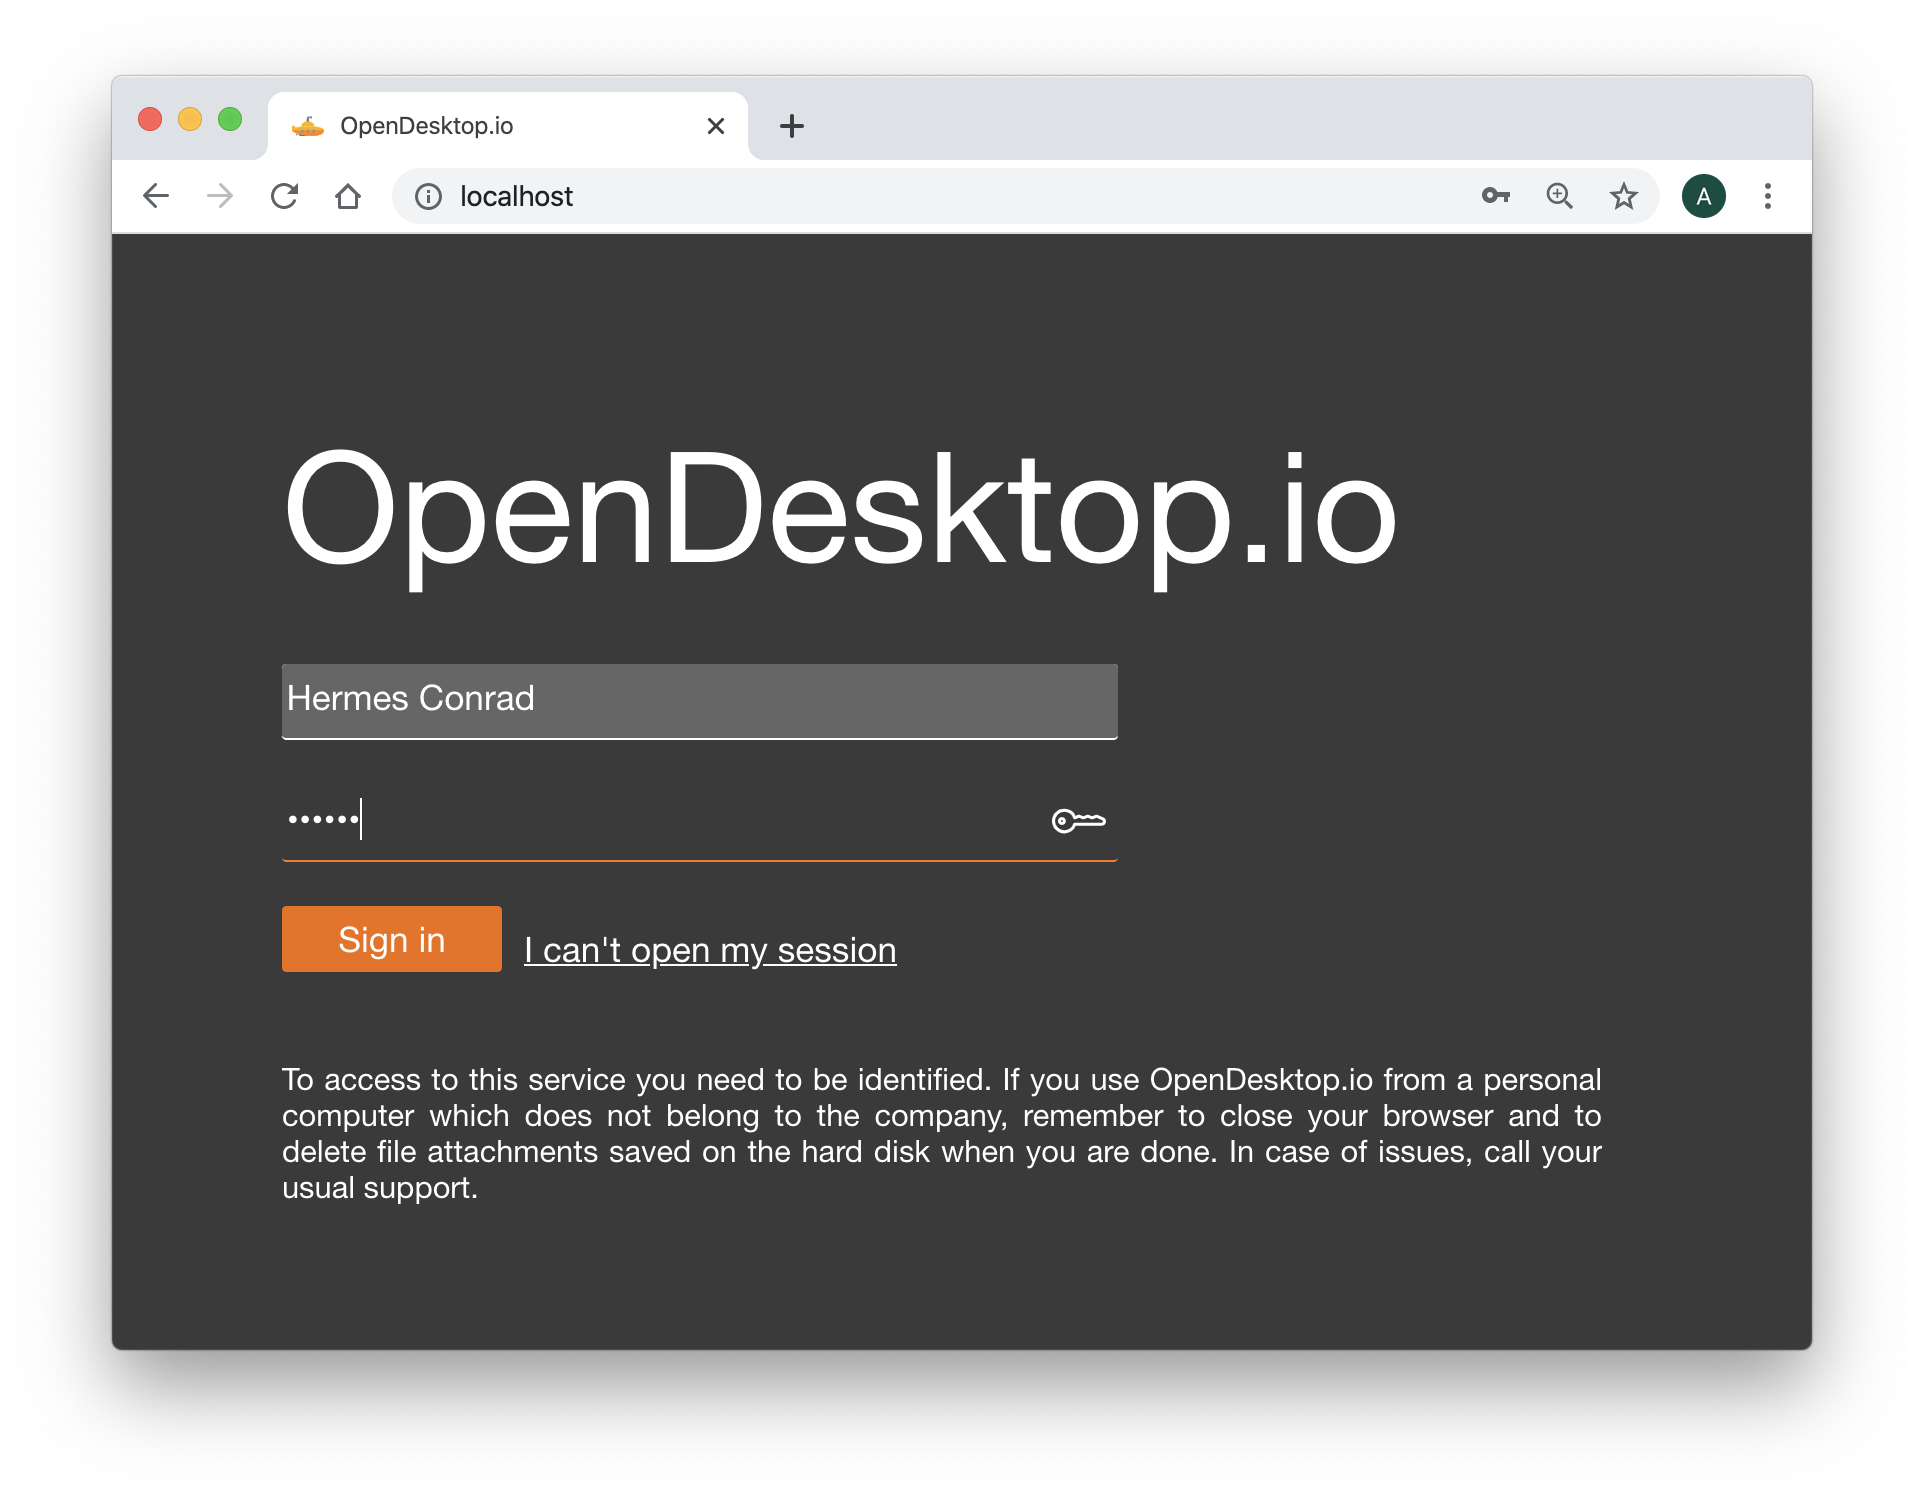 OpenDesktop.io
localhost
A
OpenDesktop.io
Hermes Conrad
••••••
Sign in
I can't open my session
To access to this service you need to be identified. If you use OpenDesktop.io from a personal
computer which does not belong to the company, remember to close your browser and to
delete file attachments saved on the hard disk when you are done. In case of issues, call your
usual support.